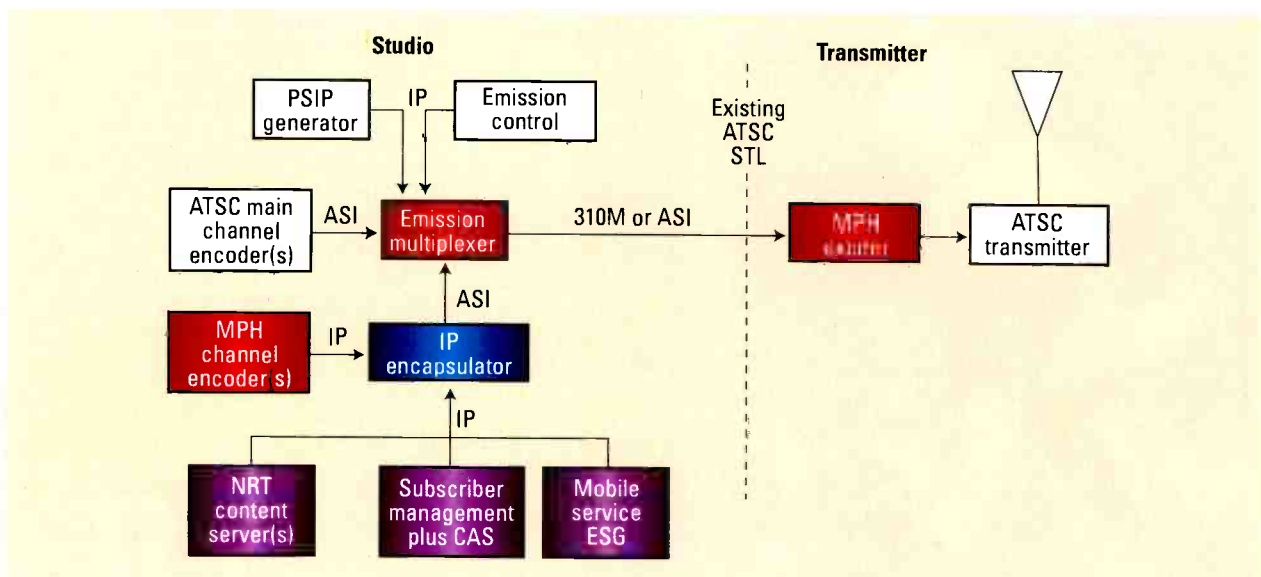 Studio
Transmitter
PSIP
generator
IP
Emission
control
Existing
ATSC
STL
ATSC main
channel
encoder(s)
ASI
Emission
multiplexer
310M or ASI
MPH
ATSC
transmitter
ASI
MPH
channel
encoder(s)
IP
IP
encapsulator
IP
NRT
content
server(s)
Subscriber
management
plus CAS
Mobile
service
ESG